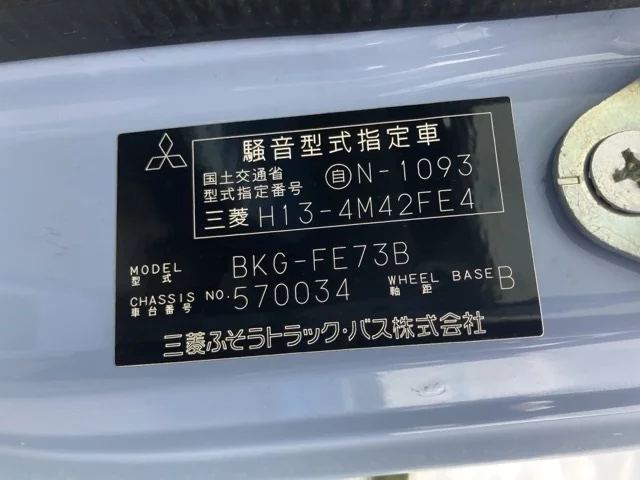 騒音型式指定車
国土交通省
型式指定番号
自N-1093
三菱 H13-4M42FE4
MODEL
型式
BKG-FE73B
CHASSIS NO.
車台番号
570034
WHEEL BASE
軸距
B
三菱ふそうトラック・バス株式会社